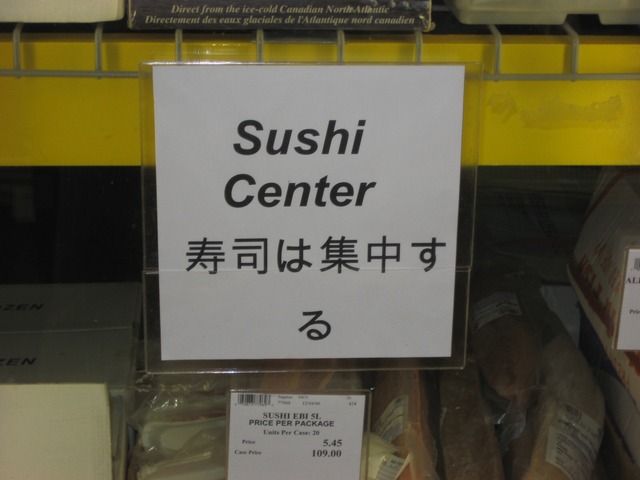 Direct from the ice-cold Canadian North Atlantic
Directement des eaux glaciales de l'Atlantique nord canadien
Sushi
Center
寿司は集中す
る
OZEN
OZEN
SUSHI EBI 5L
PRICE PER PACKAGE
Units Per Case: 20
Price 5.45
Case Price 109.00